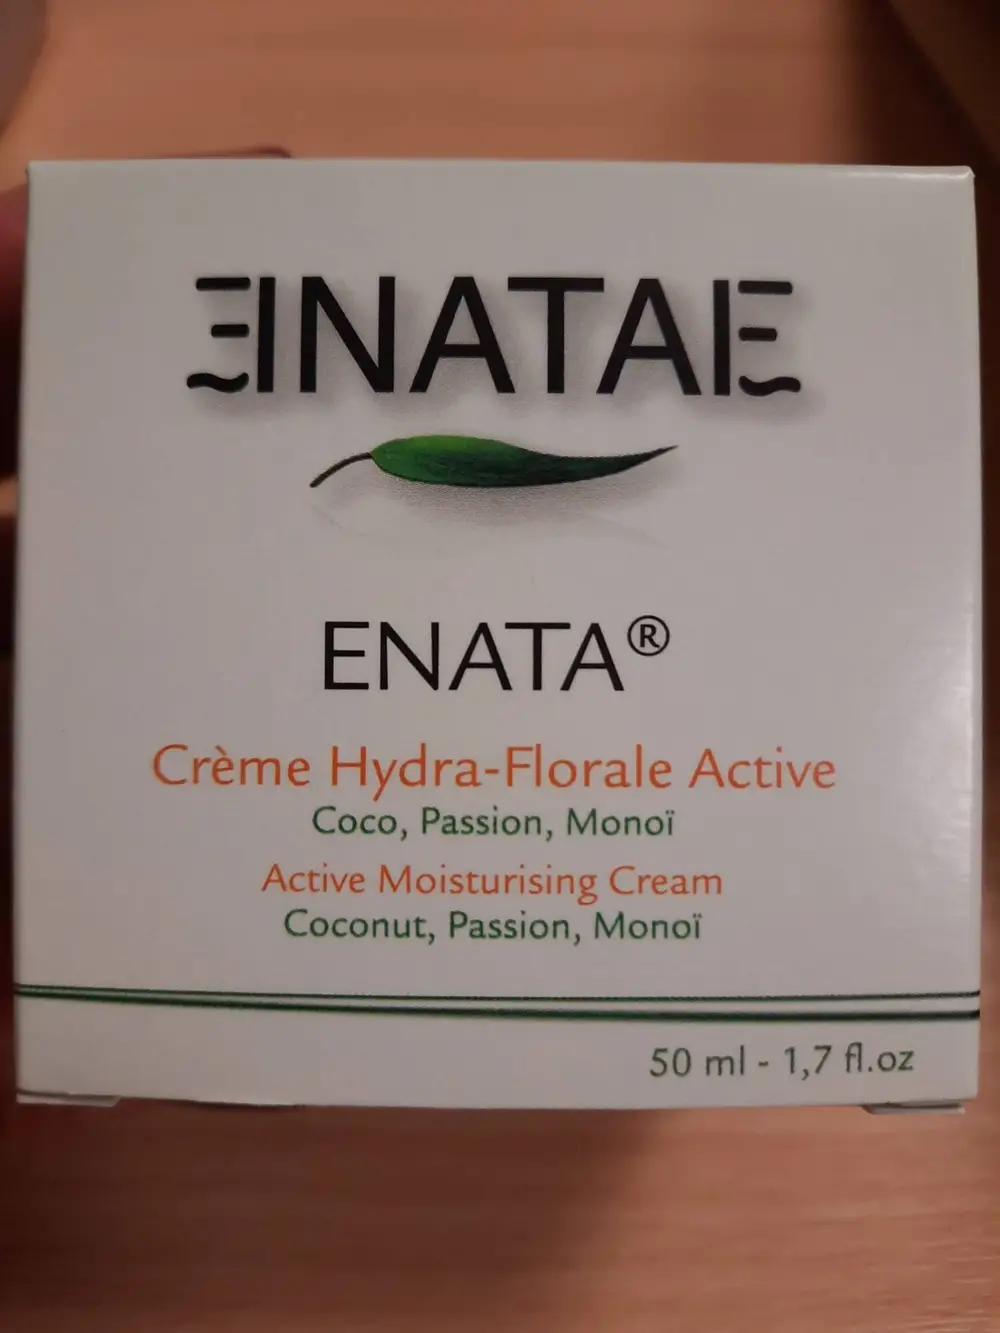 ENATAE
ENATA®
Crème Hydra-Florale Active
Coco, Passion, Monoï
Active Moisturising Cream
Coconut, Passion, Monoï
50 ml - 1,7 fl.oz